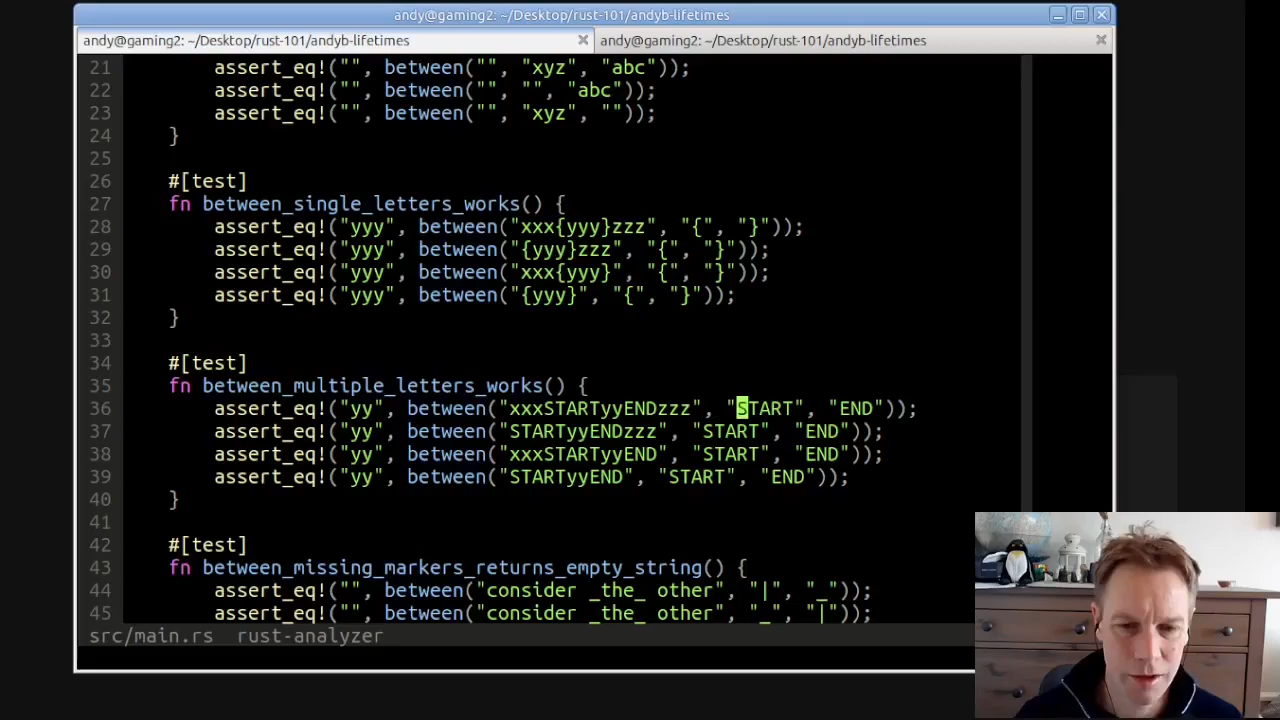 andy@gaming2: ~/Desktop/rust-101/andyb-lifetimes
andy@gaming2: ~/Desktop/rust-101/andyb-lifetimes
andy@gaming2: ~/Desktop/rust-101/andyb-lifetimes
21         assert_eq!("", between("", "xyz", "abc"));
22         assert_eq!("", between("", "", "abc"));
23         assert_eq!("", between("", "xyz", ""));
24     }
25
26     #[test]
27     fn between_single_letters_works() {
28         assert_eq!("yyy", between("xxx{yyy}zzz", "{", "}"));
29         assert_eq!("yyy", between("{yyy}zzz", "{", "}"));
30         assert_eq!("yyy", between("xxx{yyy}", "{", "}"));
31         assert_eq!("yyy", between("{yyy}", "{", "}"));
32     }
33
34     #[test]
35     fn between_multiple_letters_works() {
36         assert_eq!("yy", between("xxxSTARTyyENDzzz", "START", "END"));
37         assert_eq!("yy", between("STARTyyENDzzz", "START", "END"));
38         assert_eq!("yy", between("xxxSTARTyyEND", "START", "END"));
39         assert_eq!("yy", between("STARTyyEND", "START", "END"));
40     }
41
42     #[test]
43     fn between_missing_markers_returns_empty_string() {
44         assert_eq!("", between("consider _the_ other", "|", "_"));
45         assert_eq!("", between("consider _the_ other", "_", "|"));
src/main.rs  rust-analyzer